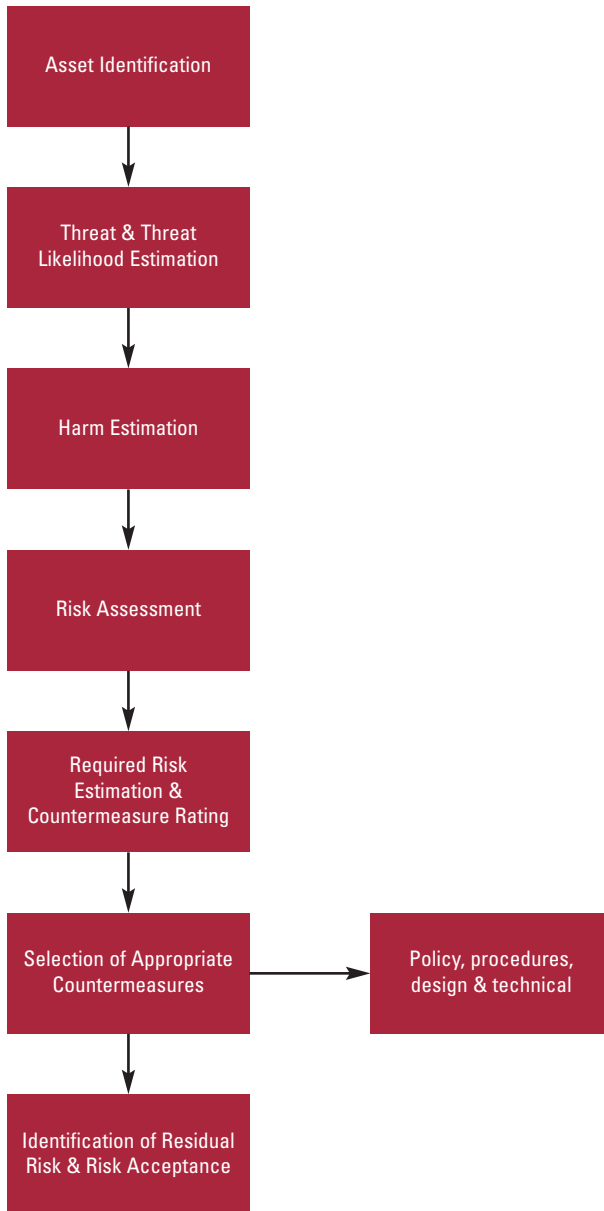 Asset Identification
Threat & Threat
Likelihood Estimation
Harm Estimation
Risk Assessment
Required Risk
Estimation &
Countermeasure Rating
Selection of Appropriate
Countermeasures
Policy, procedures,
design & technical
Identification of Residual
Risk & Risk Acceptance